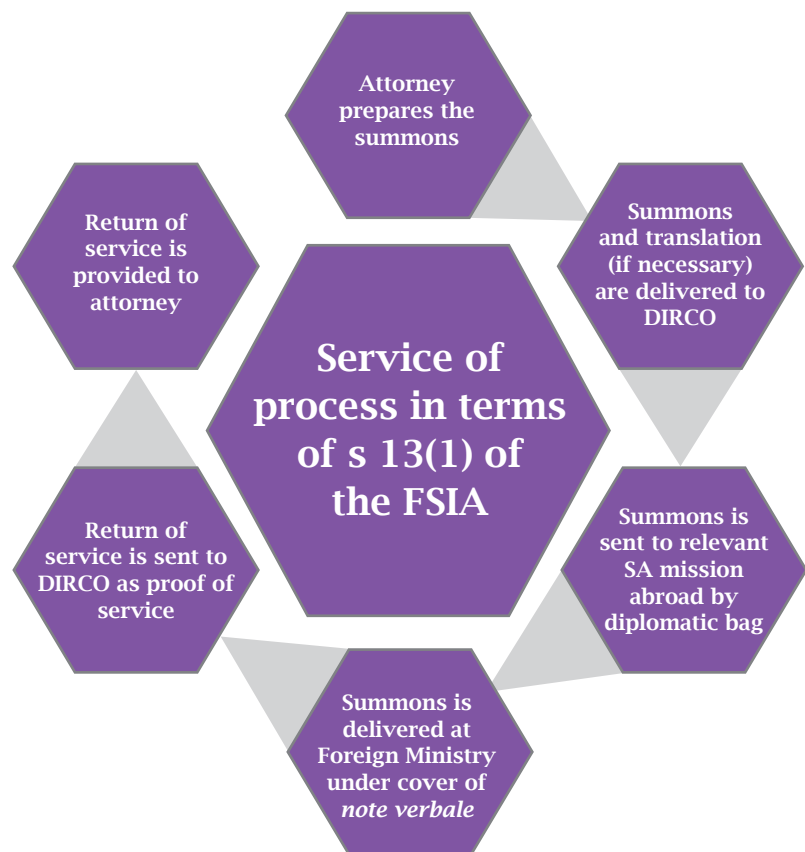 Attorney
prepares the
summons
Summons
and translation
(if necessary)
are delivered to
DIRCO
Summons is
sent to relevant
SA mission
abroad by
diplomatic bag
Summons is
delivered at
Foreign Ministry
under cover of
note verbale
Return of
service is sent to
DIRCO as proof of
service
Return of
service is
provided to
attorney
Service of
process in terms
of s 13(1) of
the FSIA